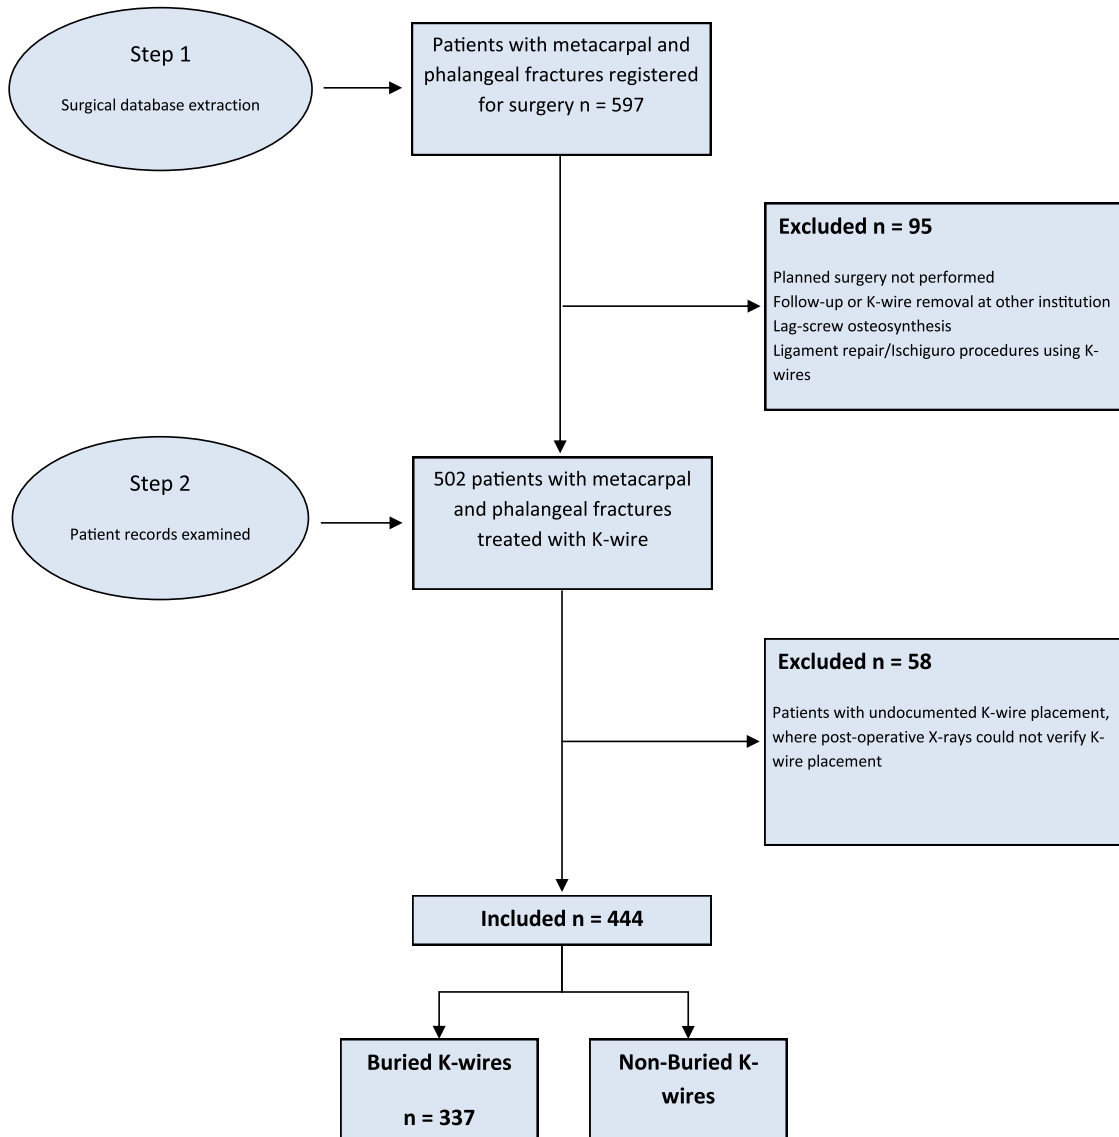 Step 1
Surgical database extraction
Patients with metacarpal and
phalangeal fractures registered
for surgery n = 597
Excluded n = 95
Planned surgery not performed
Follow-up or K-wire removal at other institution
Lag-screw osteosynthesis
Ligament repair/Ischiguro procedures using K-
wires
Step 2
Patient records examined
502 patients with metacarpal
and phalangeal fractures
treated with K-wire
Excluded n = 58
Patients with undocumented K-wire placement,
where post-operative X-rays could not verify K-
wire placement
Included n = 444
Buried K-wires
n = 337
Non-Buried K-
wires